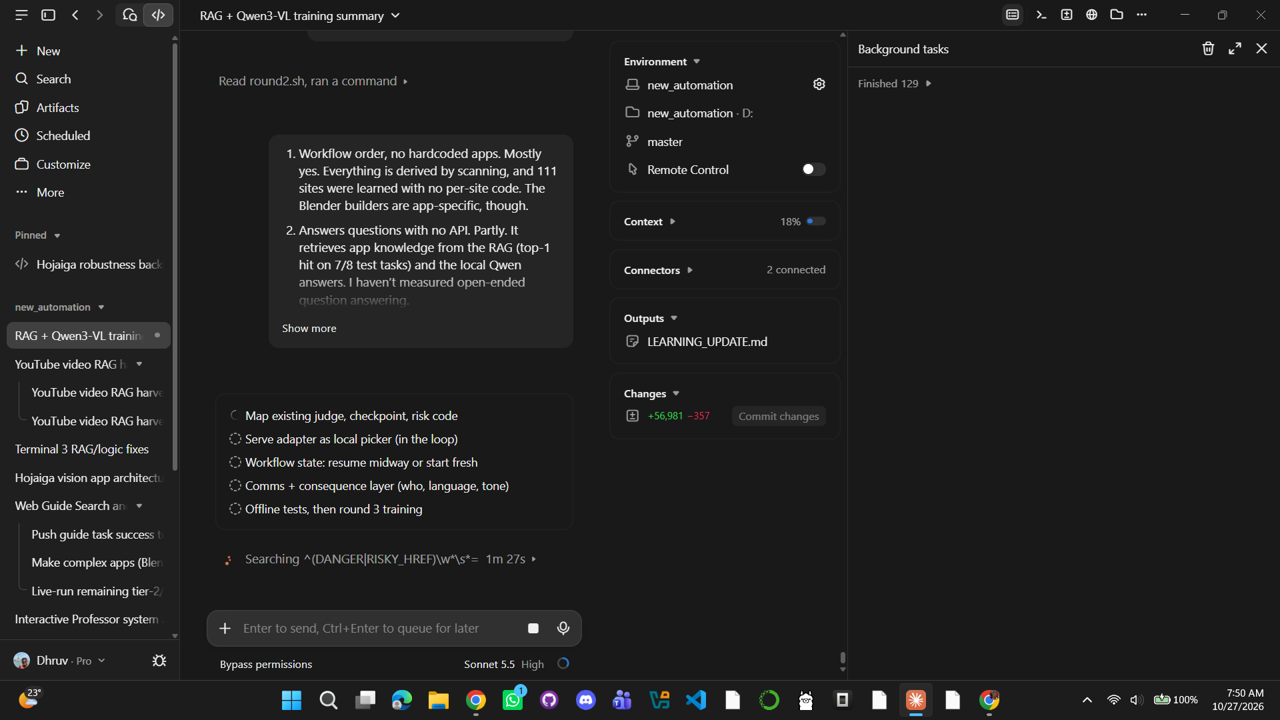 RAG + Qwen3-VL training summary
New
Search
Artifacts
Scheduled
Customize
More
Pinned
Hojaiga robustness back
new_automation
RAG + Qwen3-VL trainin
YouTube video RAG h
YouTube video RAG harve
YouTube video RAG harve
Terminal 3 RAG/logic fixes
Hojaiga vision app architectu
Web Guide Search an
Push guide task success t
Make complex apps (Blen
Live-run remaining tier-2/
Interactive Professor system
Dhruv · Pro
Read round2.sh, ran a command
1. Workflow order, no hardcoded apps. Mostly
yes. Everything is derived by scanning, and 111
sites were learned with no per-site code. The
Blender builders are app-specific, though.
2. Answers questions with no API. Partly. It
retrieves app knowledge from the RAG (top-1
hit on 7/8 test tasks) and the local Qwen
answers. I haven't measured open-ended
question answering.
Show more
Map existing judge, checkpoint, risk code
Serve adapter as local picker (in the loop)
Workflow state: resume midway or start fresh
Comms + consequence layer (who, language, tone)
Offline tests, then round 3 training
Searching ^(DANGER|RISKY_HREF)\w*\s*= 1m 27s
Enter to send, Ctrl+Enter to queue for later
Bypass permissions
Sonnet 5.5 High
Environment
new_automation
new_automation · D:
master
Remote Control
Context 18%
Connectors 2 connected
Outputs
LEARNING_UPDATE.md
Changes
+56,981 −357 Commit changes
Background tasks
Finished 129
23°
1
100%
7:50 AM
10/27/2026